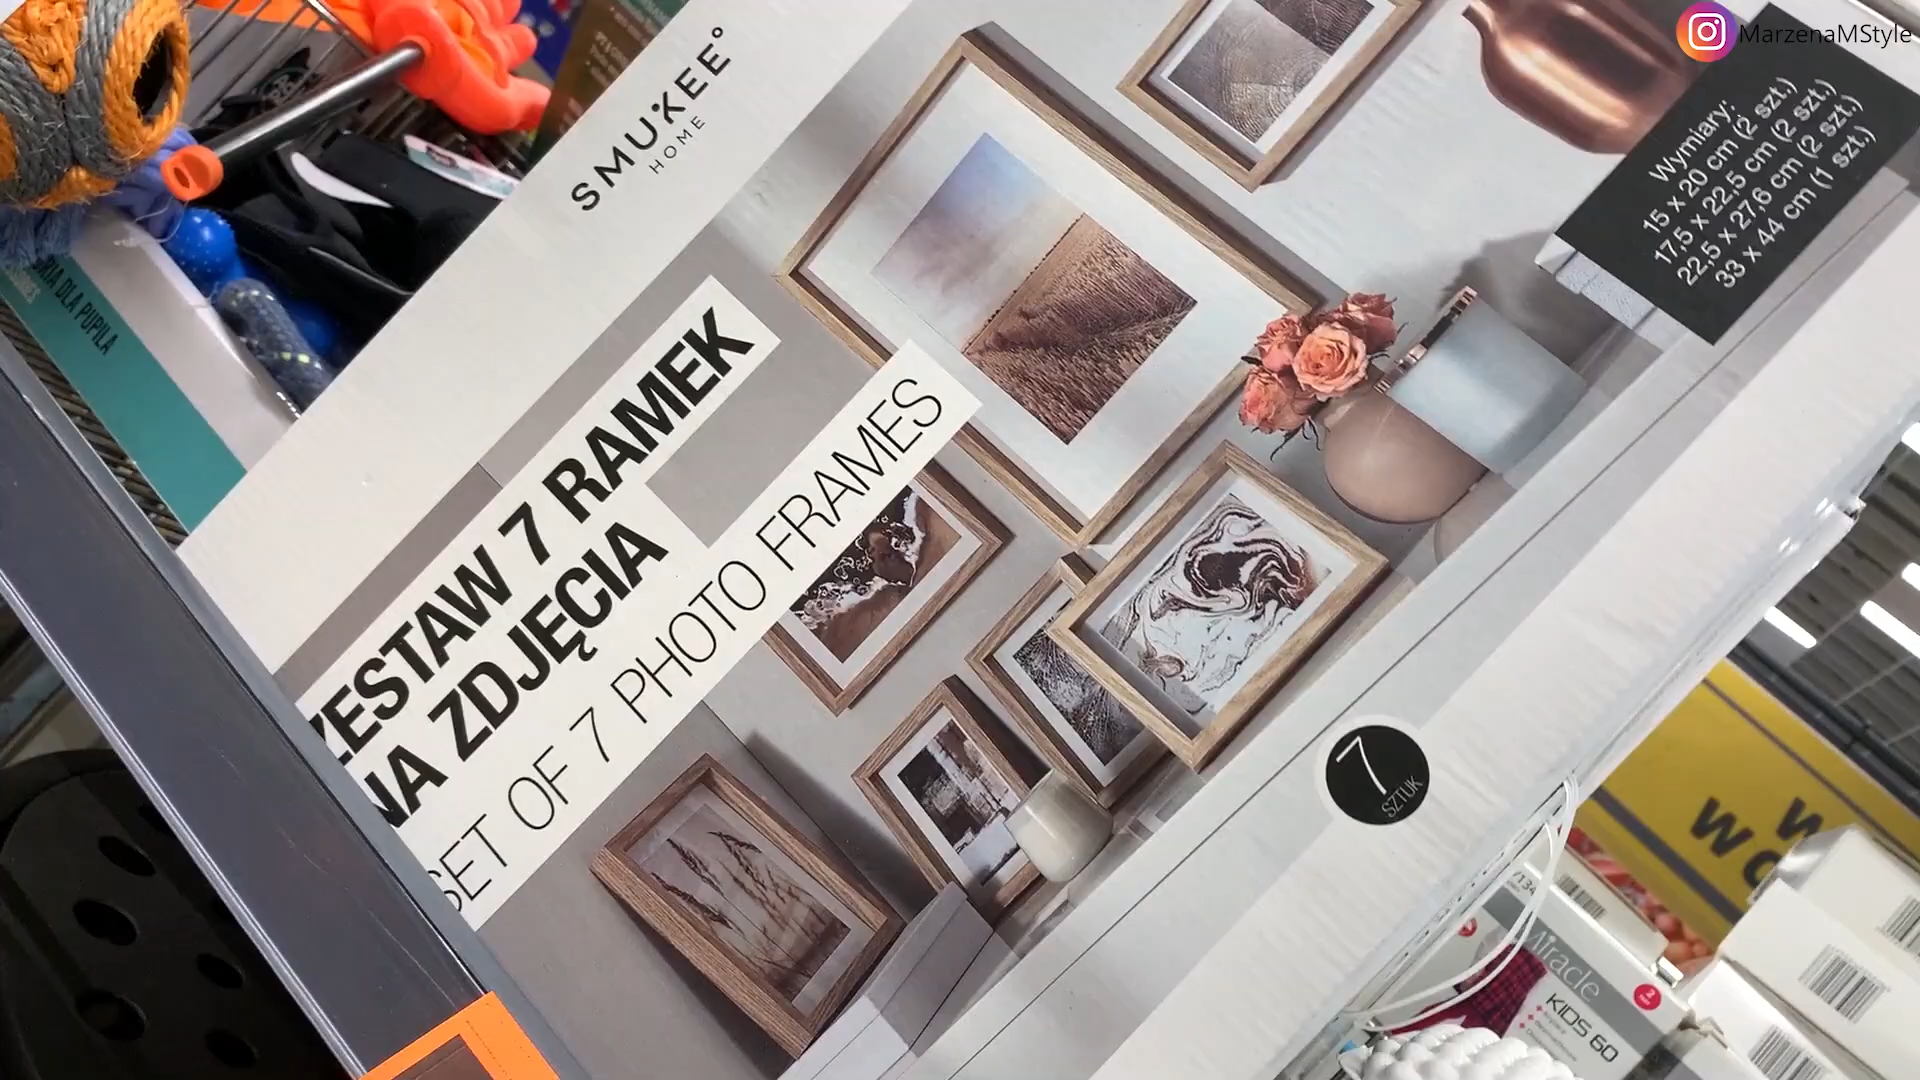 MarzenaMStyle
SMUKEE°
HOME
Wymiary:
15 x 20 cm (2 szt.)
17,5 x 22,5 cm (2 szt.)
22,5 x 27,6 cm (2 szt.)
33 x 44 cm (1 szt.)
ZESTAW 7 RAMEK
NA ZDJĘCIA
SET OF 7 PHOTO FRAMES
7
SZTUK
DLA PUPILA
Miracle
KIDS 60
2